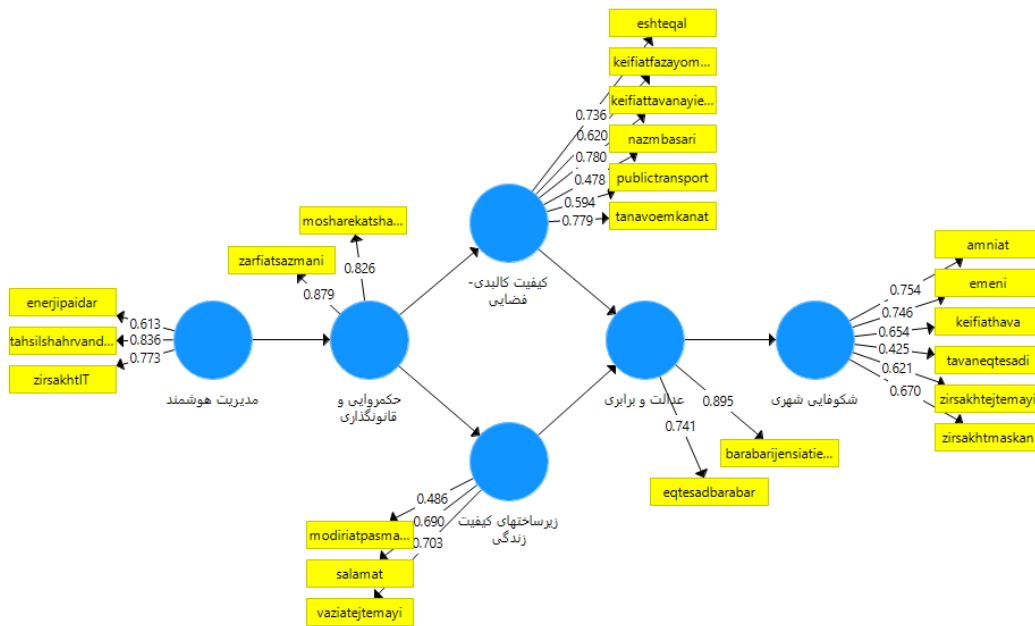 eshteqal
keifiatfazayom...
keifiattavanayie...
nazmbasari
publictransport
tanavoemkanat
0.736
0.620
0.780
0.478
0.594
0.779
کیفیت کالبدی-
فضایی
mosharekatsha...
zarfiatsazmani
0.826
0.879
حکمروایی و
قانونگذاری
enerjipaidar
tahsilshahrvand...
zirsakhtIT
0.613
0.836
0.773
مدیریت هوشمند
عدالت و برابری
0.895
0.741
barabarijensiatie...
eqtesadbarabar
شکوفایی شهری
0.754
0.746
0.654
0.425
0.621
0.670
amniat
emeni
keifiathava
tavaneqtesadi
zirsakhtejtemayi
zirsakhtmaskan
زیرساختهای کیفیت
زندگی
0.486
0.690
0.703
modiriatpasma...
salamat
vaziatejtemayi